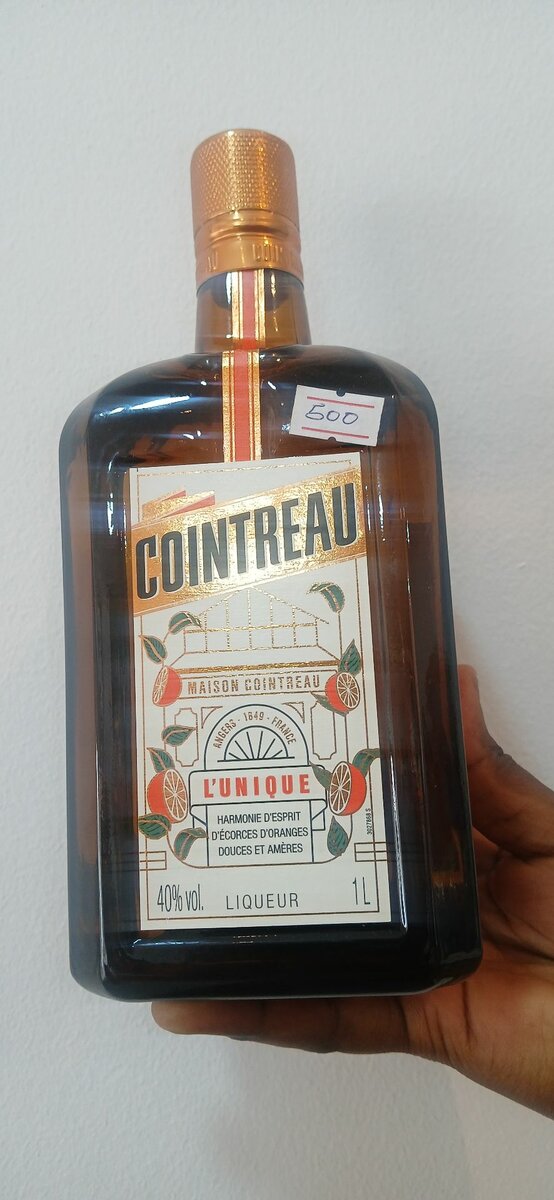 500
COINTREAU
MAISON COINTREAU
ANGERS - 1849 - FRANCE
L'UNIQUE
HARMONIE D'ESPRIT
D'ÉCORCES D'ORANGES
DOUCES ET AMÈRES
40% vol. LIQUEUR 1L